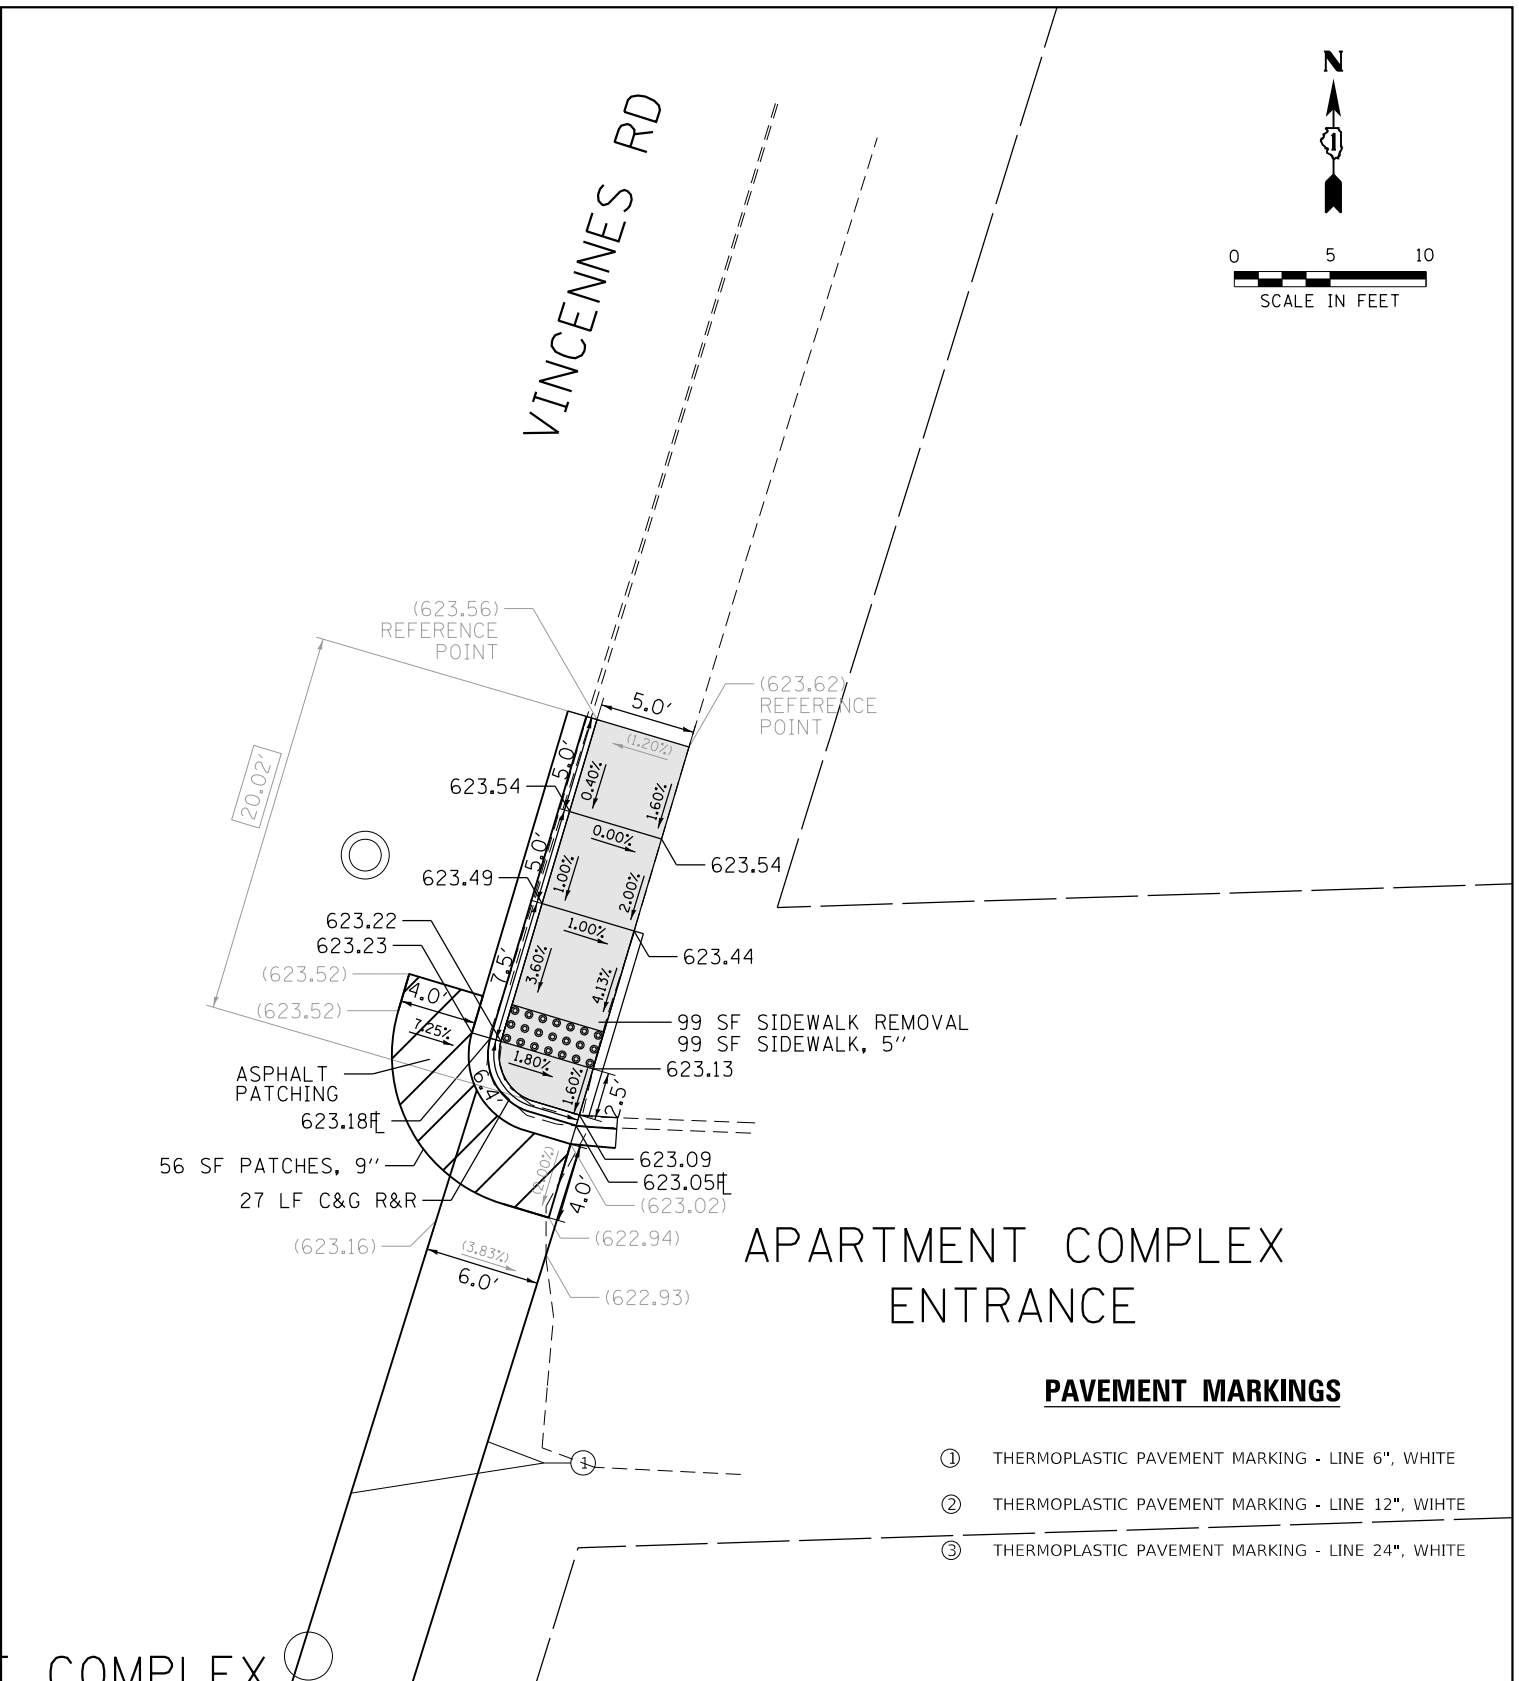 N
1
0 5 10
SCALE IN FEET
VINCENNES RD
(623.56)
REFERENCE
POINT
(623.62)
REFERENCE
POINT
5.0'
(1.20%)
20.02'
5.0'
0.40%
1.60%
623.54
0.00%
623.54
5.0'
1.00%
2.00%
623.49
1.00%
623.44
623.22
623.23
(623.52)
(623.52)
7.5'
3.60%
4.13%
4.0'
7.25%
99 SF SIDEWALK REMOVAL
99 SF SIDEWALK, 5''
ASPHALT
PATCHING
1.80%
1.60%
623.13
6.4'
2.5'
623.18FL
56 SF PATCHES, 9''
27 LF C&G R&R
623.09
623.05FL
(2.00%)
4.0'
(623.02)
(623.16)
(622.94)
(3.83%)
6.0'
(622.93)
APARTMENT COMPLEX
ENTRANCE
PAVEMENT MARKINGS
1 THERMOPLASTIC PAVEMENT MARKING - LINE 6", WHITE
2 THERMOPLASTIC PAVEMENT MARKING - LINE 12", WIHTE
3 THERMOPLASTIC PAVEMENT MARKING - LINE 24", WHITE
1
T COMPLEX